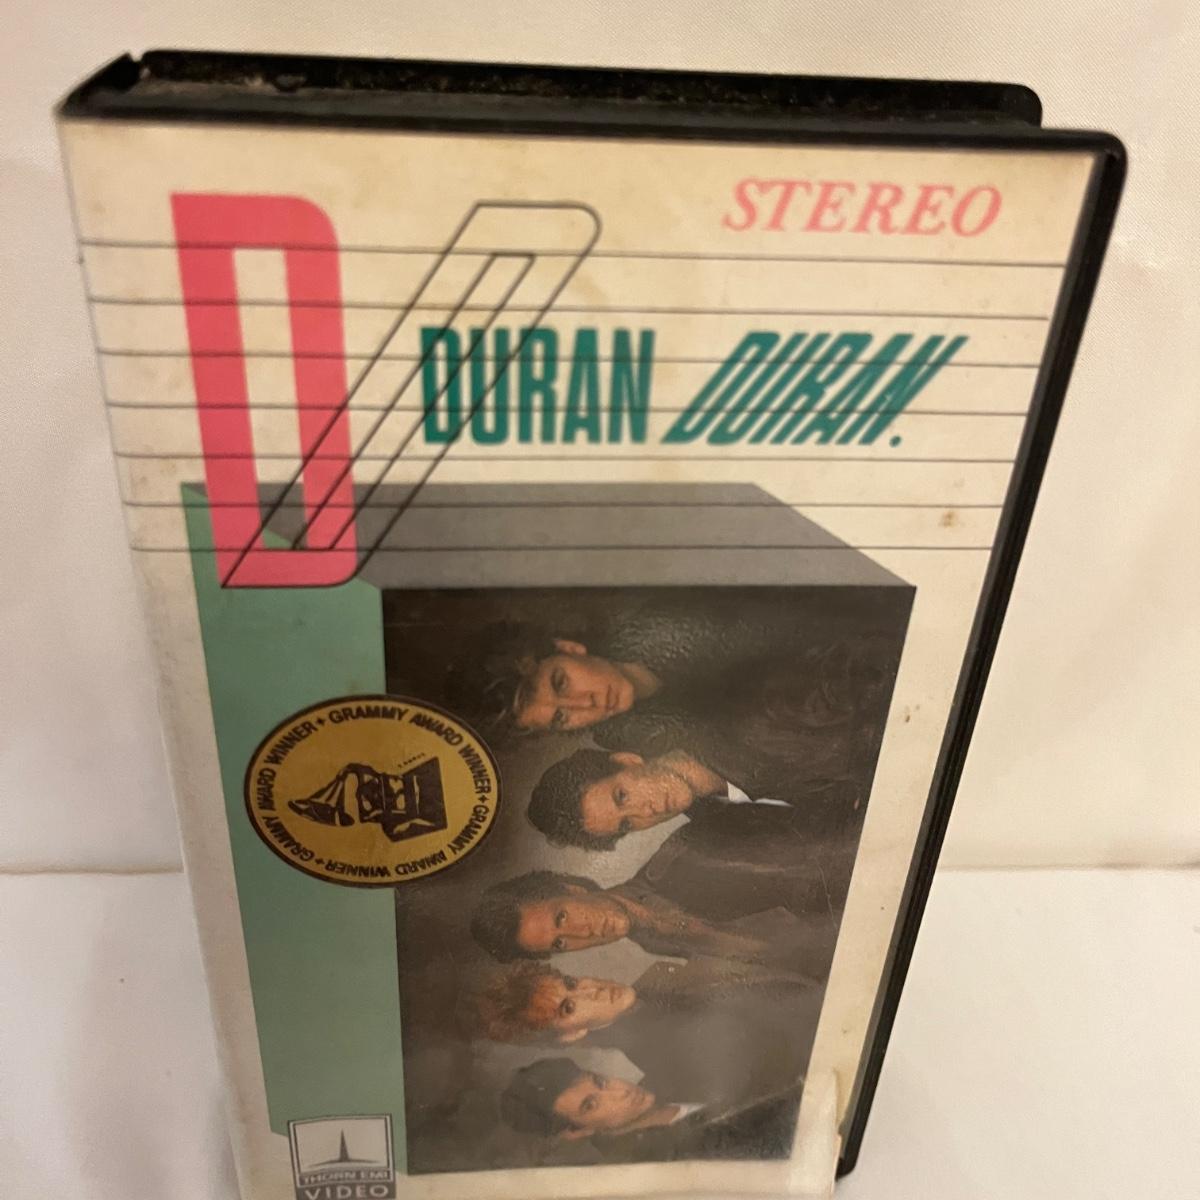 STEREO
D
DURAN DURAN.
GRAMMY AWARD WINNER + GRAMMY AWARD WINNER + GRAMMY AWARD WINNER +
THORN EMI
VIDEO